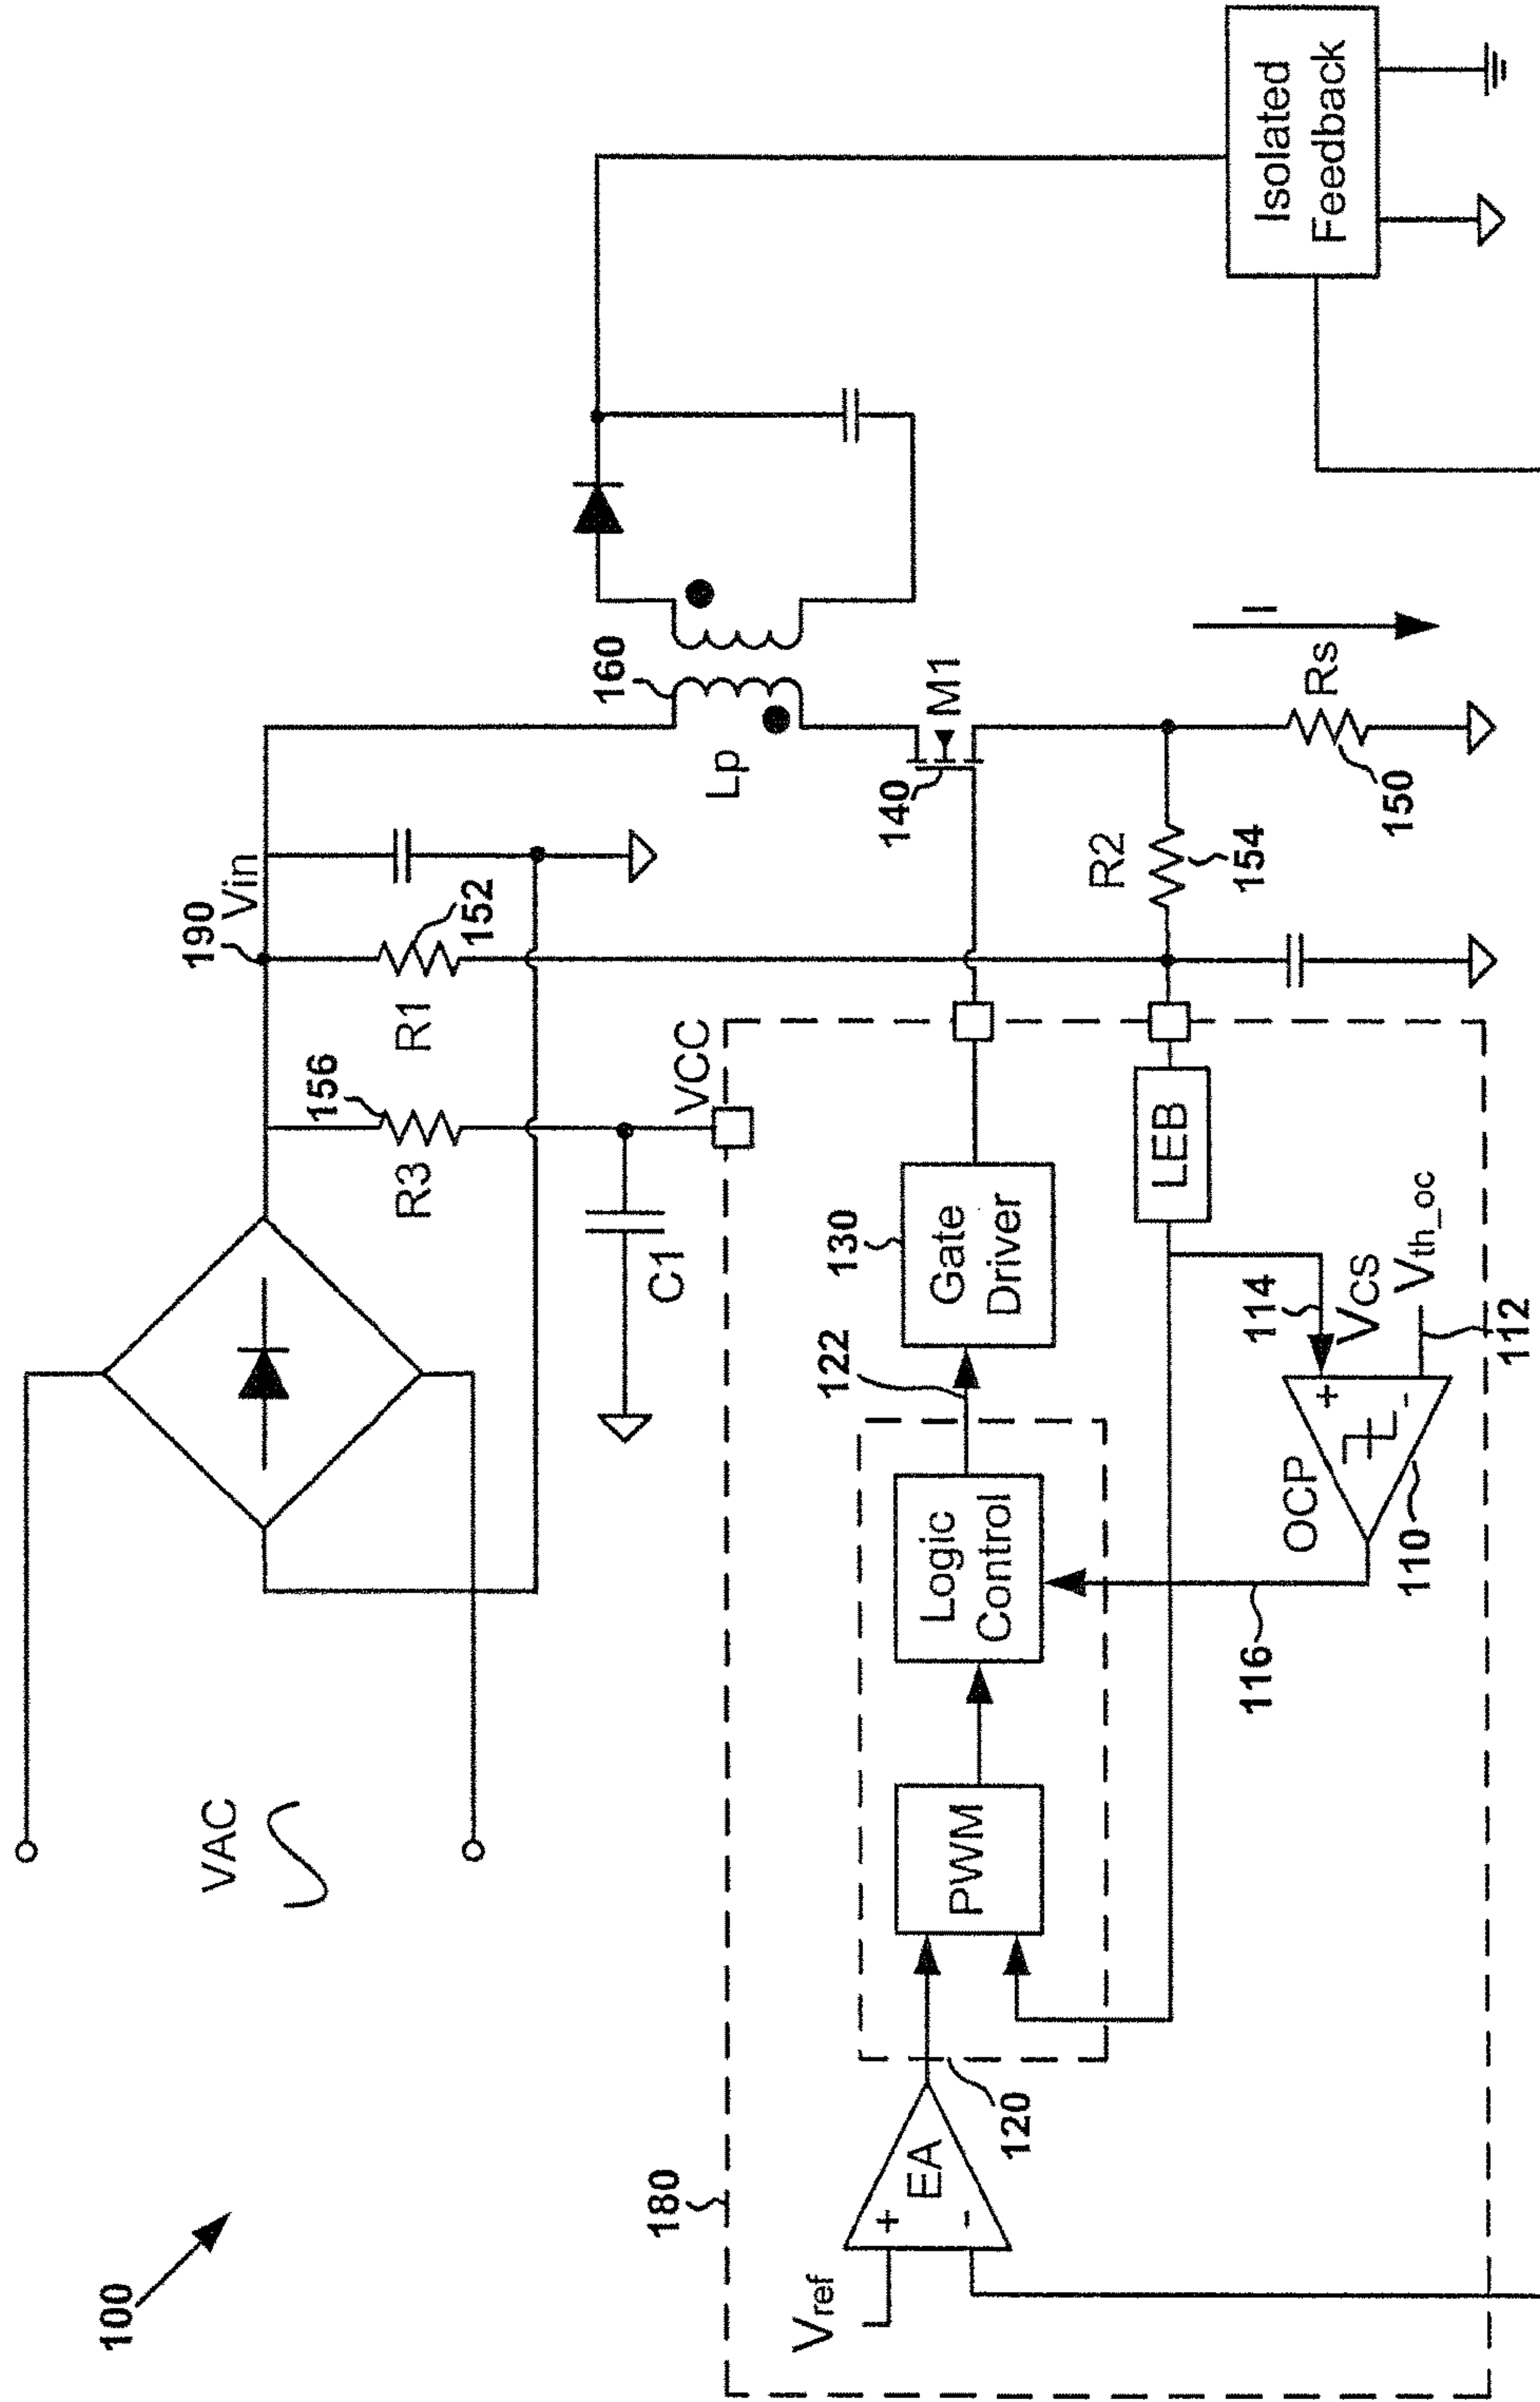 100
VAC
190
Vin
R3
156
R1
152
C1
VCC
Lp
160
180
Vref
+
-
EA
120
PWM
Logic
Control
122
130
Gate
Driver
140
M1
LEB
R2
154
Rs
150
I
116
OCP
110
+
-
114
VCS
Vth_oc
112
Isolated
Feedback